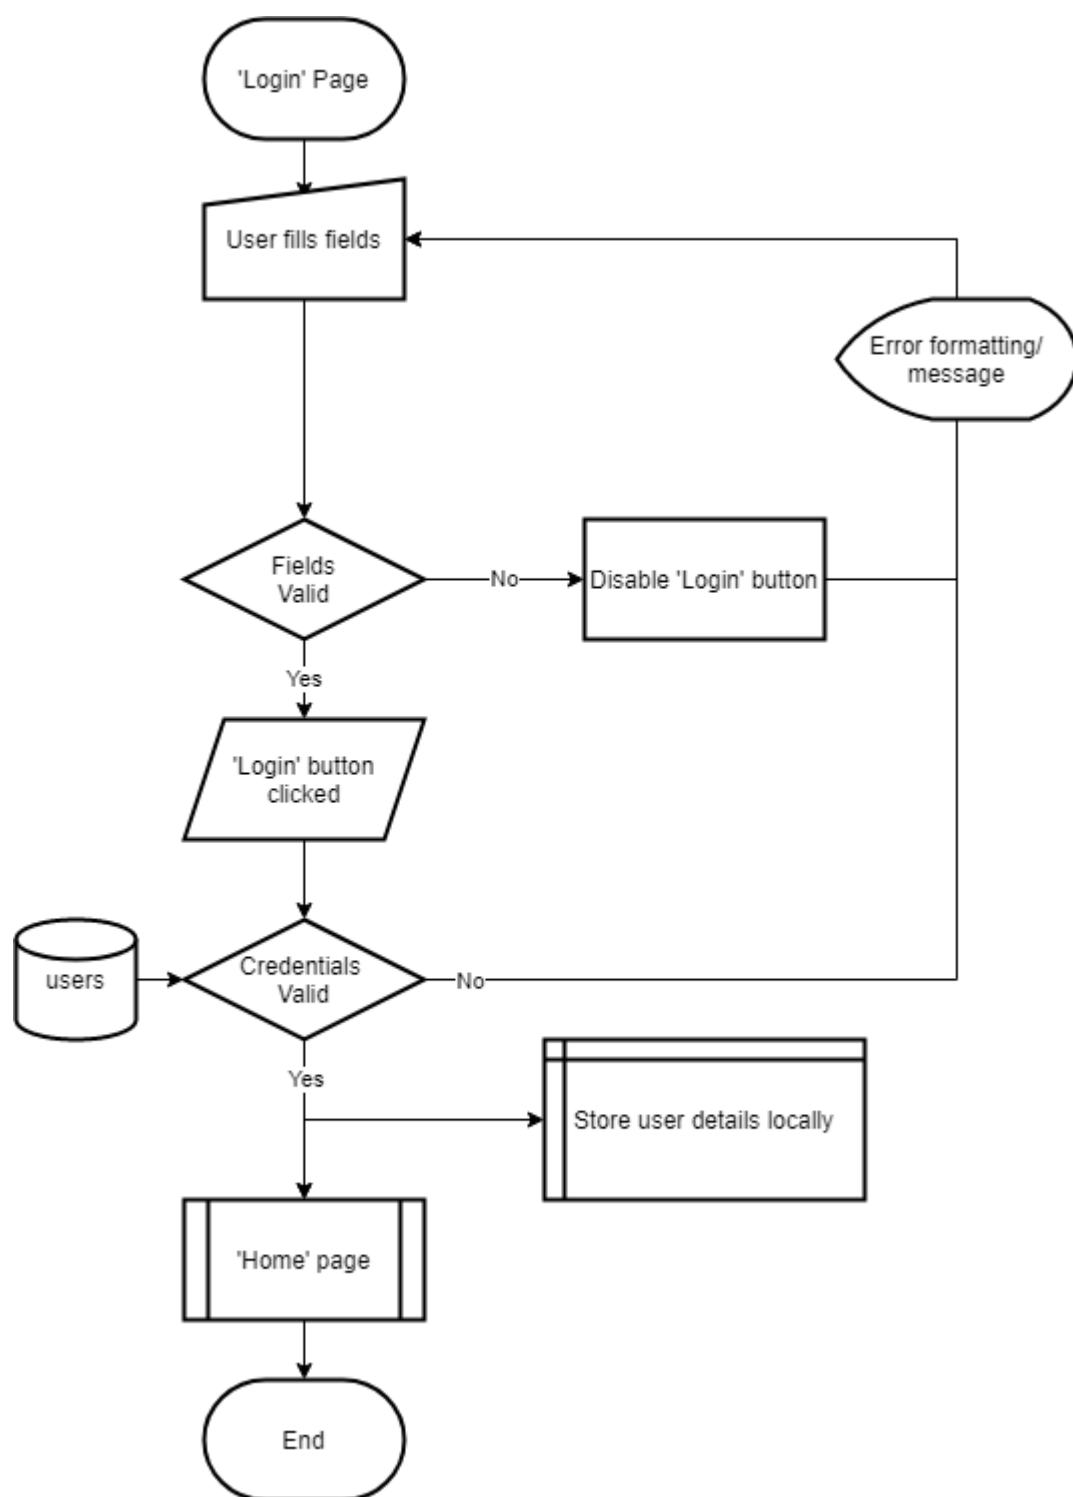 'Login' Page
User fills fields
Error formatting/
message
Fields
Valid
No
Disable 'Login' button
Yes
'Login' button
clicked
users
Credentials
Valid
No
Yes
Store user details locally
'Home' page
End